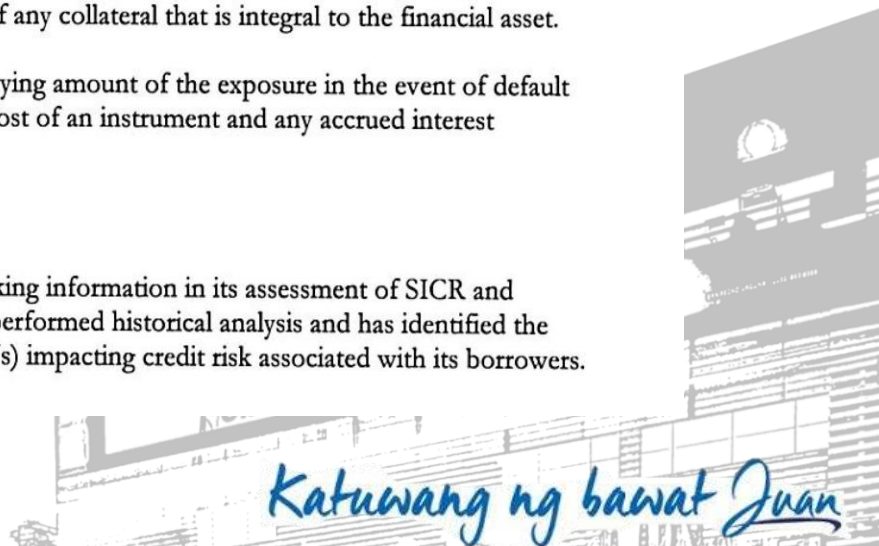 f any collateral that is integral to the financial asset.
ying amount of the exposure in the event of default
ost of an instrument and any accrued interest
king information in its assessment of SICR and
performed historical analysis and has identified the
s) impacting credit risk associated with its borrowers.
Katuwang ng bawat Juan